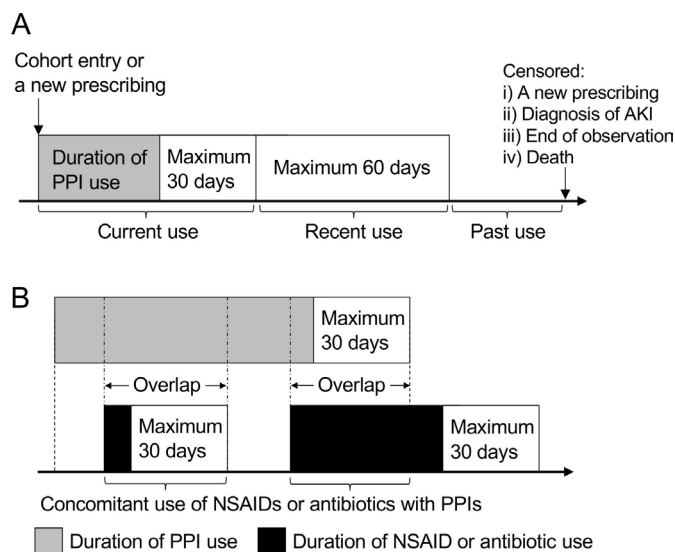 A
Cohort entry or
a new prescribing
Censored:
i) A new prescribing
ii) Diagnosis of AKI
iii) End of observation
iv) Death
Duration of
PPI use
Maximum
30 days
Maximum 60 days
Current use
Recent use
Past use
B
Maximum
30 days
Overlap
Overlap
Maximum
30 days
Maximum
30 days
Concomitant use of NSAIDs or antibiotics with PPIs
Duration of PPI use
Duration of NSAID or antibiotic use